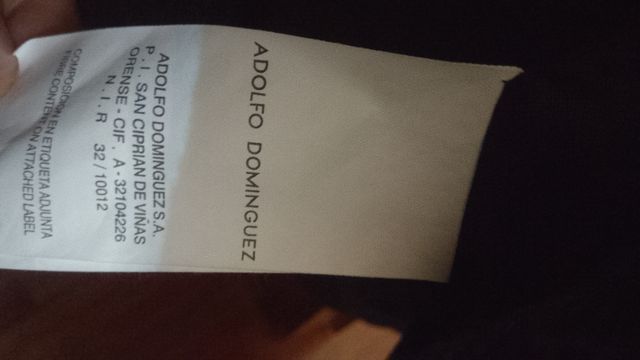 ADOLFO DOMINGUEZ
ADOLFO DOMINGUEZ S.A.
P.I. SAN CIPRIAN DE VIÑAS
ORENSE - CIF. A-32104226
N.I.R 32/10012
COMPOSICION EN ETIQUETA ADJUNTA
FIBRE CONTENT ON ATTACHED LABEL